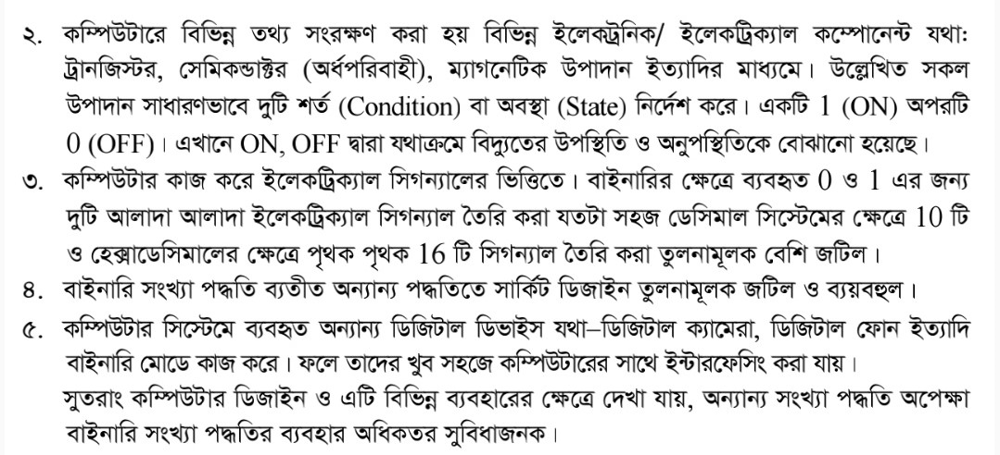 ২. কম্পিউটারে বিভিন্ন তথ্য সংরক্ষণ করা হয় বিভিন্ন ইলেকট্রনিক/ ইলেকট্রিক্যাল কম্পোনেন্ট যথা:
ট্রানজিস্টর, সেমিকন্ডাক্টর (অর্ধপরিবাহী), ম্যাগনেটিক উপাদান ইত্যাদির মাধ্যমে। উল্লেখিত সকল
উপাদান সাধারণভাবে দুটি শর্ত (Condition) বা অবস্থা (State) নির্দেশ করে। একটি 1 (ON) অপরটি
0 (OFF)। এখানে ON, OFF দ্বারা যথাক্রমে বিদ্যুতের উপস্থিতি ও অনুপস্থিতিকে বোঝানো হয়েছে।
৩. কম্পিউটার কাজ করে ইলেকট্রিক্যাল সিগন্যালের ভিত্তিতে। বাইনারির ক্ষেত্রে ব্যবহৃত 0 ও 1 এর জন্য
দুটি আলাদা আলাদা ইলেকট্রিক্যাল সিগন্যাল তৈরি করা যতটা সহজ ডেসিমাল সিস্টেমের ক্ষেত্রে 10 টি
ও হেক্সাডেসিমালের ক্ষেত্রে পৃথক পৃথক 16 টি সিগন্যাল তৈরি করা তুলনামূলক বেশি জটিল।
৪. বাইনারি সংখ্যা পদ্ধতি ব্যতীত অন্যান্য পদ্ধতিতে সার্কিট ডিজাইন তুলনামূলক জটিল ও ব্যয়বহুল।
৫. কম্পিউটার সিস্টেমে ব্যবহৃত অন্যান্য ডিজিটাল ডিভাইস যথা–ডিজিটাল ক্যামেরা, ডিজিটাল ফোন ইত্যাদি
বাইনারি মোডে কাজ করে। ফলে তাদের খুব সহজে কম্পিউটারের সাথে ইন্টারফেসিং করা যায়।
সুতরাং কম্পিউটার ডিজাইন ও এটি বিভিন্ন ব্যবহারের ক্ষেত্রে দেখা যায়, অন্যান্য সংখ্যা পদ্ধতি অপেক্ষা
বাইনারি সংখ্যা পদ্ধতির ব্যবহার অধিকতর সুবিধাজনক।